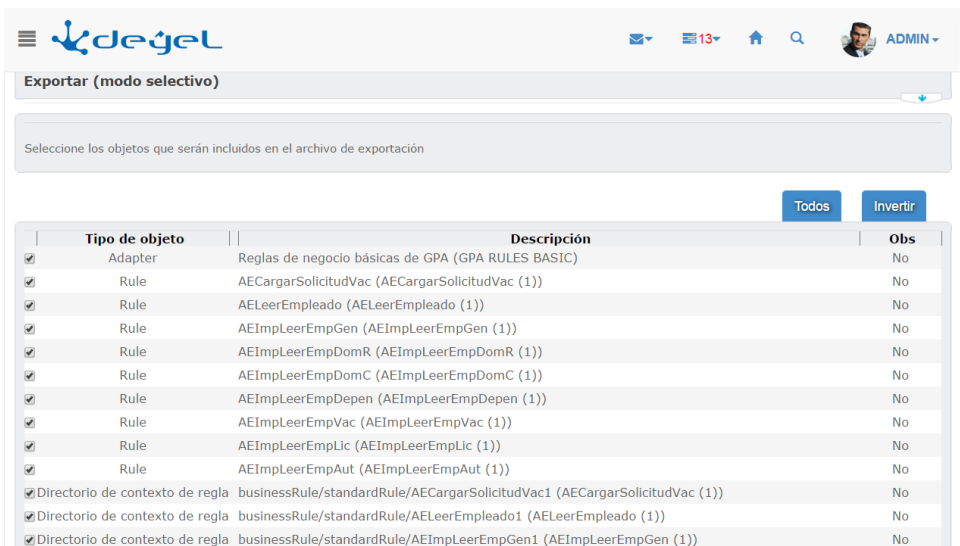 deyel
13
ADMIN
Exportar (modo selectivo)
Seleccione los objetos que serán incluidos en el archivo de exportación
Todos Invertir
Tipo de objeto Descripción Obs
Adapter Reglas de negocio básicas de GPA (GPA RULES BASIC) No
Rule AECargarSolicitudVac (AECargarSolicitudVac (1)) No
Rule AELeerEmpleado (AELeerEmpleado (1)) No
Rule AEImpLeerEmpGen (AEImpLeerEmpGen (1)) No
Rule AEImpLeerEmpDomR (AEImpLeerEmpDomR (1)) No
Rule AEImpLeerEmpDomC (AEImpLeerEmpDomC (1)) No
Rule AEImpLeerEmpDepen (AEImpLeerEmpDepen (1)) No
Rule AEImpLeerEmpVac (AEImpLeerEmpVac (1)) No
Rule AEImpLeerEmpLic (AEImpLeerEmpLic (1)) No
Rule AEImpLeerEmpAut (AEImpLeerEmpAut (1)) No
Directorio de contexto de regla businessRule/standardRule/AECargarSolicitudVac1 (AECargarSolicitudVac (1)) No
Directorio de contexto de regla businessRule/standardRule/AELeerEmpleado1 (AELeerEmpleado (1)) No
Directorio de contexto de regla businessRule/standardRule/AEImpLeerEmpGen1 (AEImpLeerEmpGen (1)) No